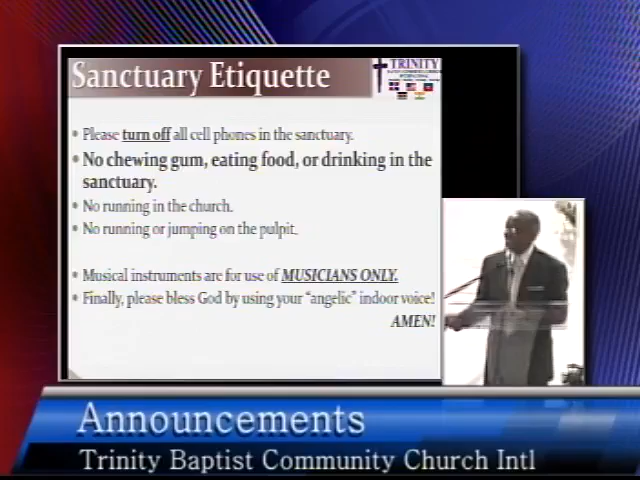 Sanctuary Etiquette
TRINITY
• Please turn off all cell phones in the sanctuary.
• No chewing gum, eating food, or drinking in the
sanctuary.
• No running in the church.
• No running or jumping on the pulpit.
• Musical instruments are for use of MUSICIANS ONLY.
• Finally, please bless God by using your “angelic” indoor voice!
AMEN!
Announcements
Trinity Baptist Community Church Intl